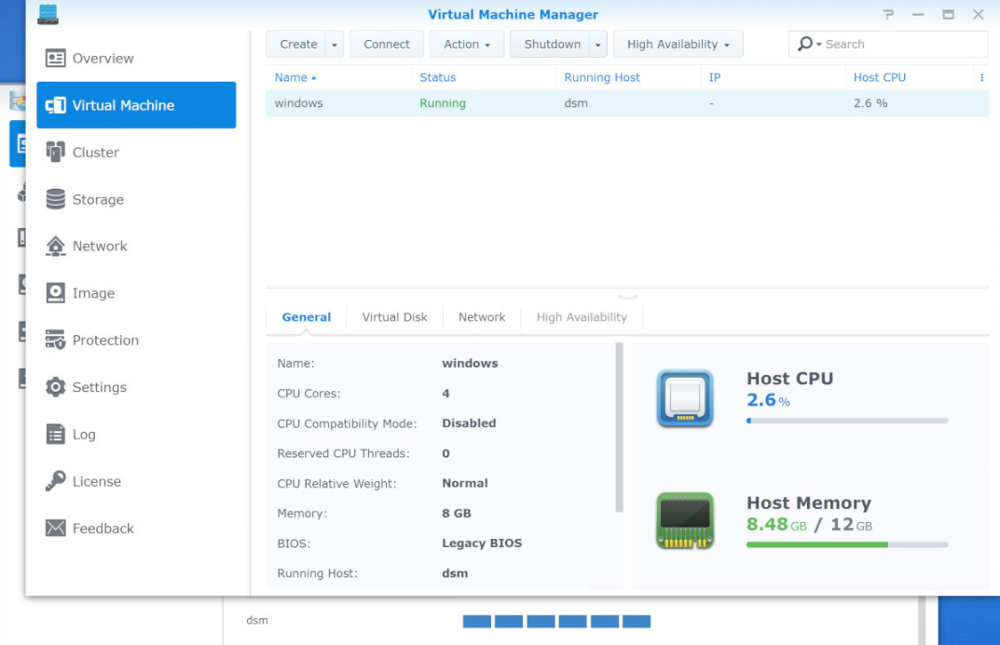 Virtual Machine Manager
Overview
Virtual Machine
Cluster
Storage
Network
Image
Protection
Settings
Log
License
Feedback
Create Connect Action Shutdown High Availability Search
Name Status Running Host IP Host CPU
windows Running dsm - 2.6 %
General Virtual Disk Network High Availability
Name: windows
CPU Cores: 4
CPU Compatibility Mode: Disabled
Reserved CPU Threads: 0
CPU Relative Weight: Normal
Memory: 8 GB
BIOS: Legacy BIOS
Running Host: dsm
Host CPU
2.6 %
Host Memory
8.48 GB / 12 GB
dsm